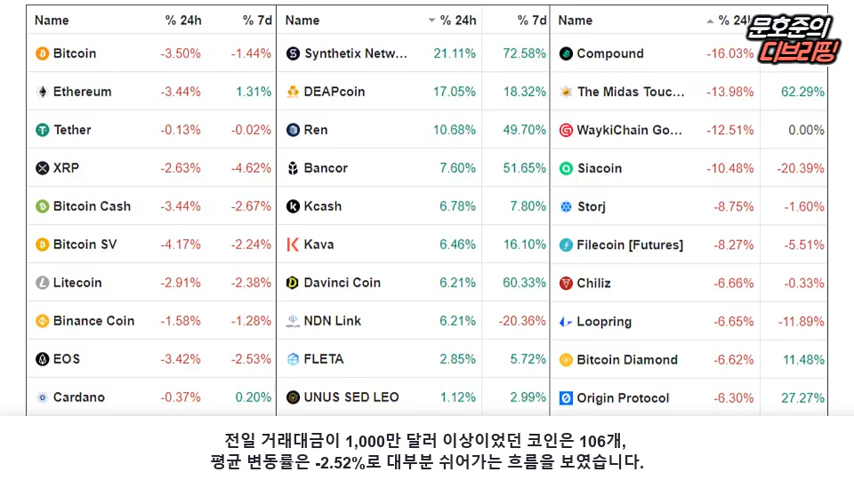 Name % 24h % 7d
Bitcoin -3.50% -1.44%
Ethereum -3.44% 1.31%
Tether -0.13% -0.02%
XRP -2.63% -4.62%
Bitcoin Cash -3.44% -2.67%
Bitcoin SV -4.17% -2.24%
Litecoin -2.91% -2.38%
Binance Coin -1.58% -1.28%
EOS -3.42% -2.53%
Cardano -0.37% 0.20%
Name % 24h % 7d
Synthetix Netw... 21.11% 72.58%
DEAPcoin 17.05% 18.32%
Ren 10.68% 49.70%
Bancor 7.60% 51.65%
Kcash 6.78% 7.80%
Kava 6.46% 16.10%
Davinci Coin 6.21% 60.33%
NDN Link 6.21% -20.36%
FLETA 2.85% 5.72%
UNUS SED LEO 1.12% 2.99%
Name % 24
Compound -16.03%
The Midas Touc... -13.98% 62.29%
WaykiChain Go... -12.51% 0.00%
Siacoin -10.48% -20.39%
Storj -8.75% -1.60%
Filecoin [Futures] -8.27% -5.51%
Chiliz -6.66% -0.33%
Loopring -6.65% -11.89%
Bitcoin Diamond -6.62% 11.48%
Origin Protocol -6.30% 27.27%
문호준의
디브리핑
전일 거래대금이 1,000만 달러 이상이었던 코인은 106개,
평균 변동률은 -2.52%로 대부분 쉬어가는 흐름을 보였습니다.